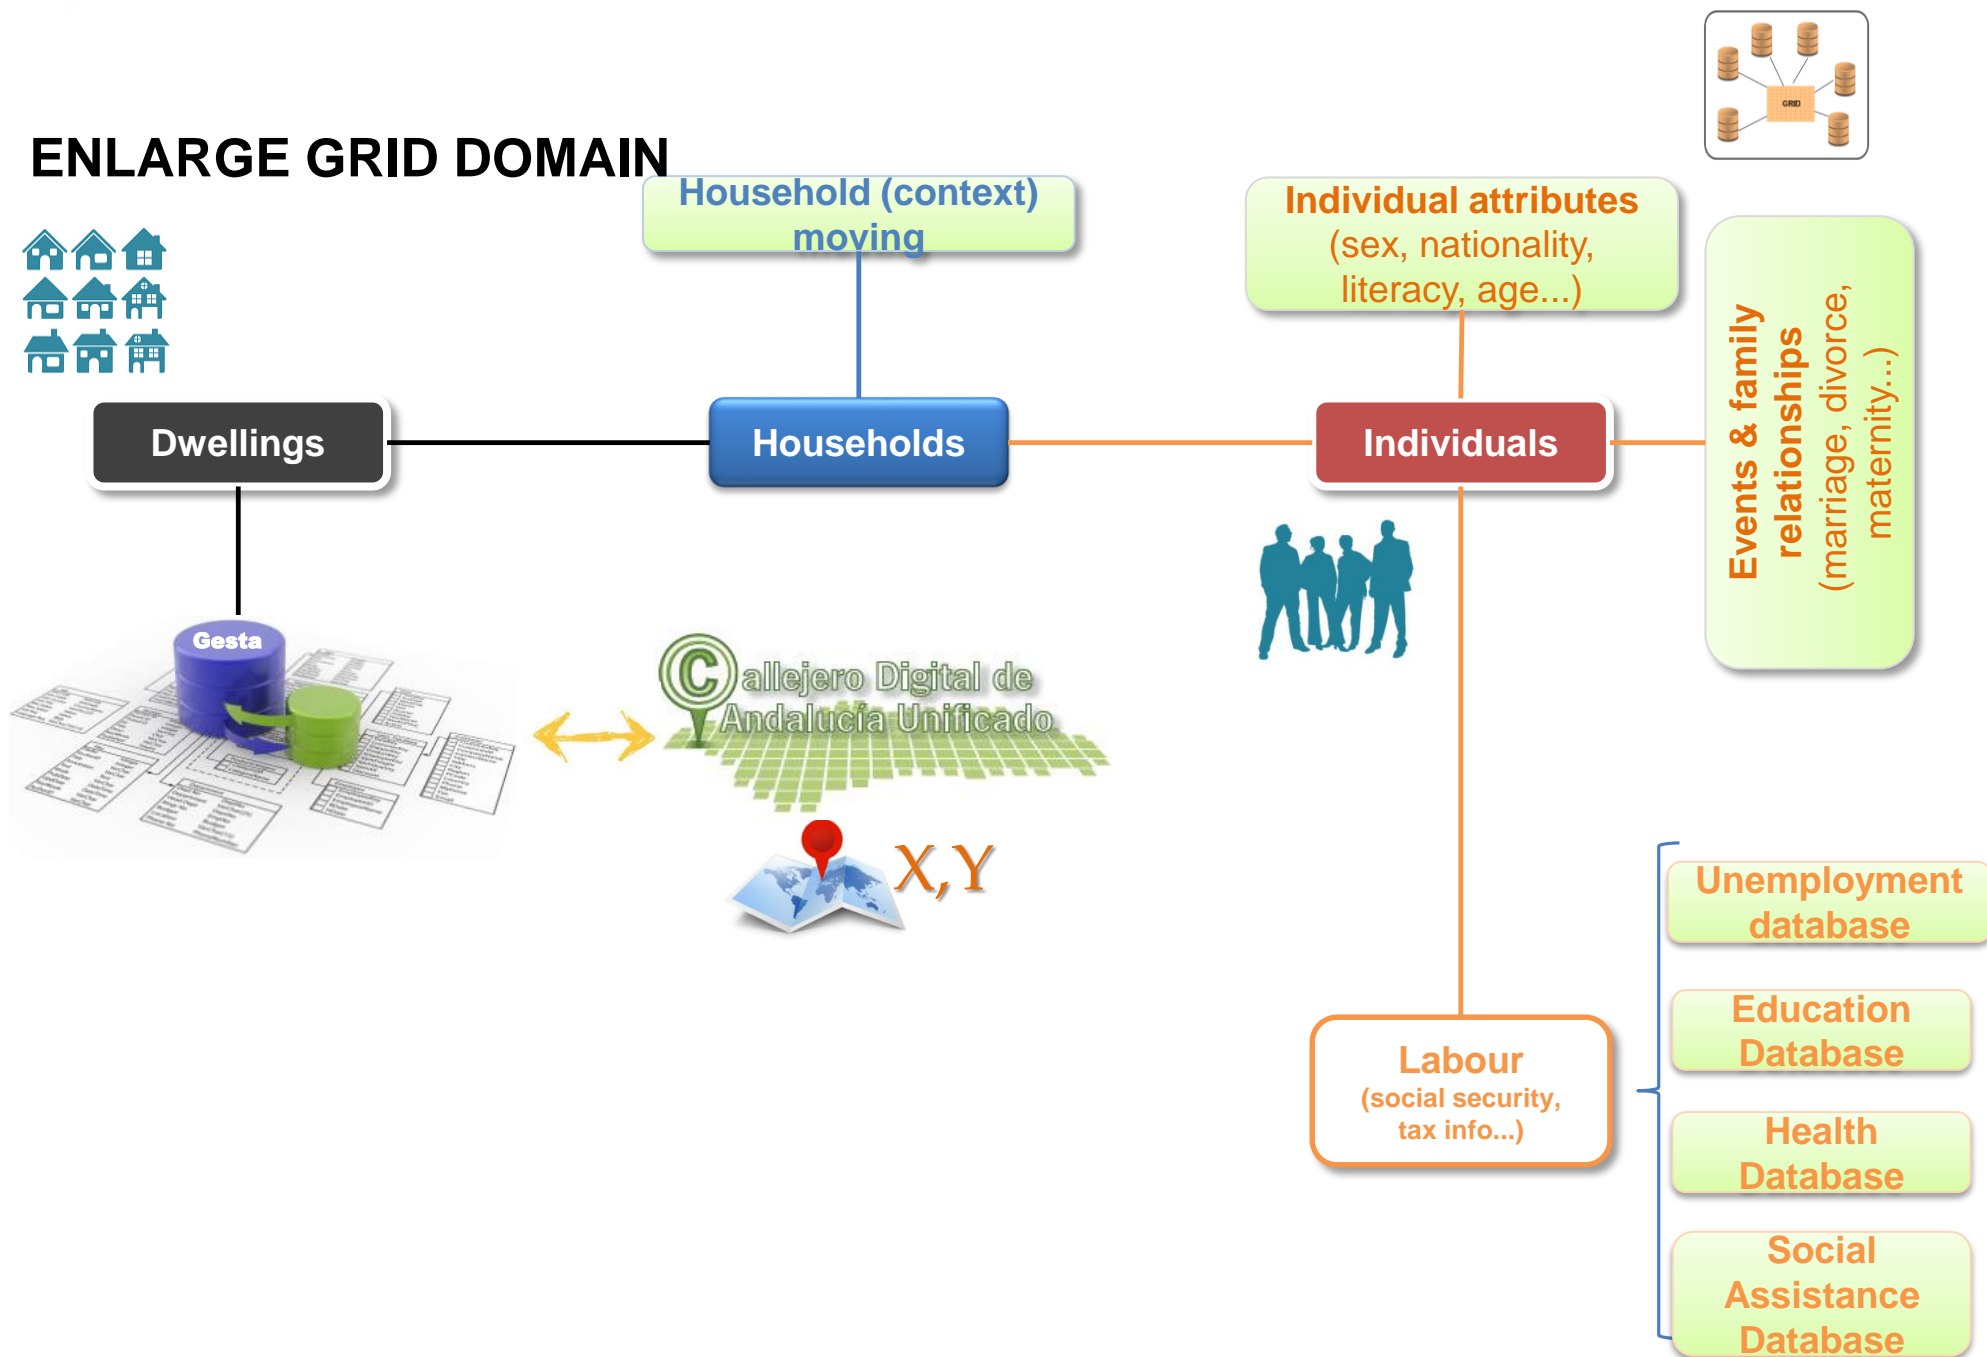 GRID
ENLARGE GRID DOMAIN
Household (context)
moving
Individual attributes
(sex, nationality,
literacy, age...)
Events & family
relationships
(marriage, divorce,
maternity...)
Dwellings
Households
Individuals
Gesta
Callejero Digital de
Andalucía Unificado
X,Y
Labour
(social security,
tax info...)
Unemployment
database
Education
Database
Health
Database
Social
Assistance
Database